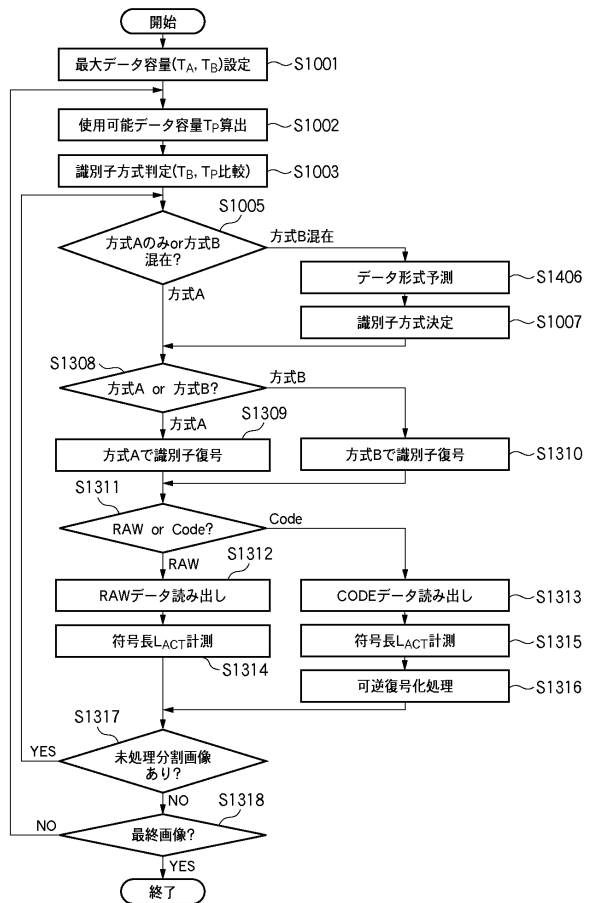 開始
最大データ容量(TA, TB)設定
S1001
使用可能データ容量TP算出
S1002
識別子方式判定(TB, TP比較)
S1003
S1005
方式Aのみor方式B
混在?
方式B混在
方式A
データ形式予測
S1406
識別子方式決定
S1007
S1308
方式A or 方式B?
方式B
方式A
S1309
方式Aで識別子復号
方式Bで識別子復号
S1310
S1311
RAW or Code?
Code
RAW
S1312
RAWデータ読み出し
CODEデータ読み出し
S1313
符号長LACT計測
S1314
符号長LACT計測
S1315
可逆復号化処理
S1316
S1317
未処理分割画像
あり?
YES
NO
S1318
最終画像?
NO
YES
終了